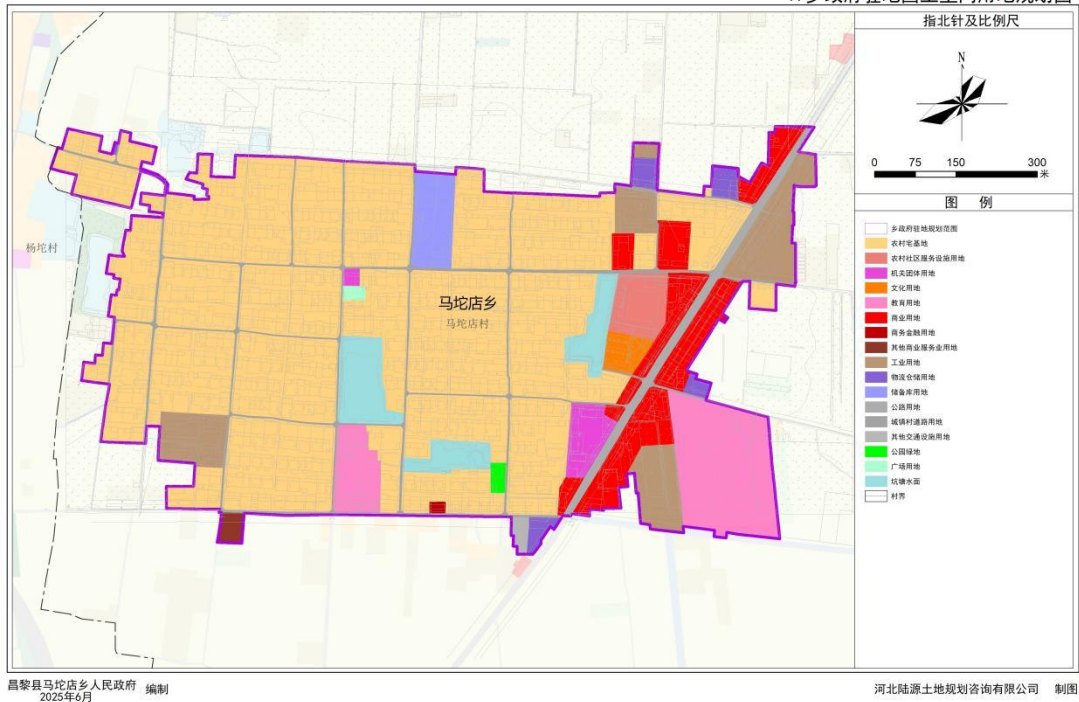 指北针及比例尺
N
0 75 150 300
米
图 例
乡政府驻地规划范围
农村宅基地
农村社区服务设施用地
机关团体用地
文化用地
教育用地
商业用地
商务金融用地
其他商业服务业用地
工业用地
物流仓储用地
储备库用地
公路用地
城镇村道路用地
其他交通设施用地
公园绿地
广场用地
坑塘水面
村界
杨坨村
马坨店乡
马坨店村
昌黎县马坨店乡人民政府 编制
2025年6月
河北陆源土地规划咨询有限公司 制图